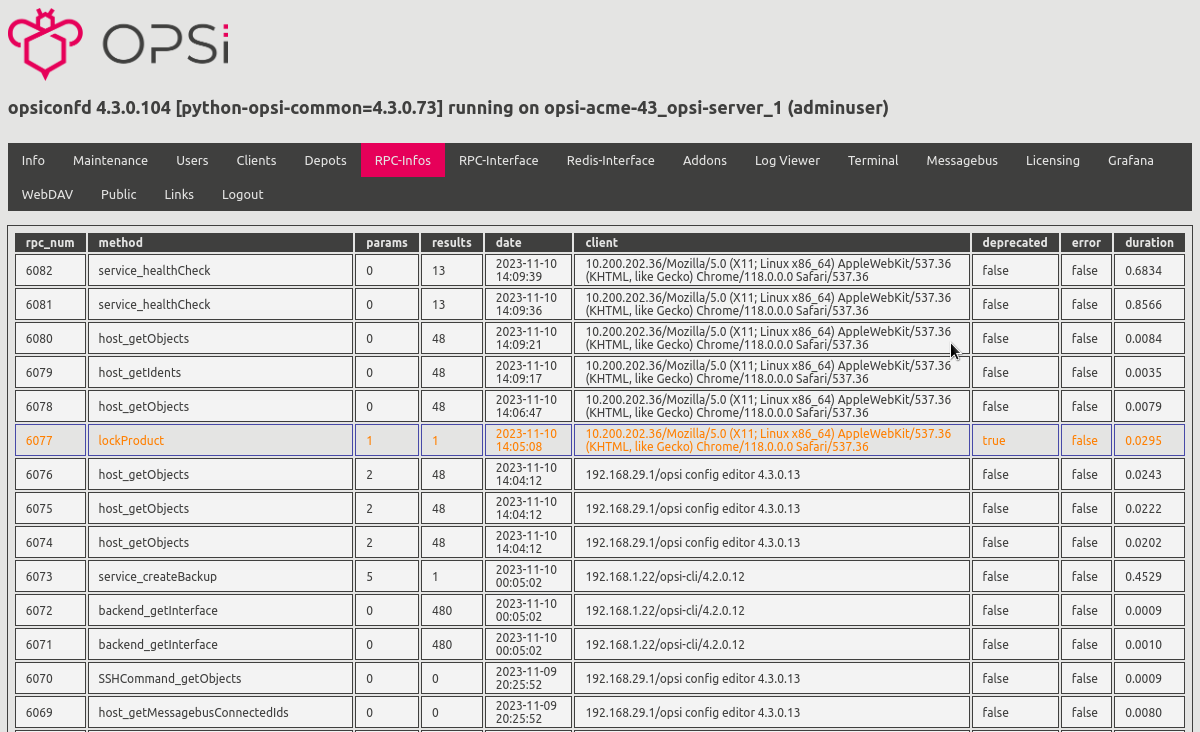 OPSi
opsiconfd 4.3.0.104 [python-opsi-common=4.3.0.73] running on opsi-acme-43_opsi-server_1 (adminuser)
Info Maintenance Users Clients Depots RPC-Infos RPC-Interface Redis-Interface Addons Log Viewer Terminal Messagebus Licensing Grafana
WebDAV Public Links Logout
rpc_num method params results date client deprecated error duration
6082 service_healthCheck 0 13 2023-11-10 14:09:39 10.200.202.36/Mozilla/5.0 (X11; Linux x86_64) AppleWebKit/537.36 (KHTML, like Gecko) Chrome/118.0.0.0 Safari/537.36 false false 0.6834
6081 service_healthCheck 0 13 2023-11-10 14:09:36 10.200.202.36/Mozilla/5.0 (X11; Linux x86_64) AppleWebKit/537.36 (KHTML, like Gecko) Chrome/118.0.0.0 Safari/537.36 false false 0.8566
6080 host_getObjects 0 48 2023-11-10 14:09:21 10.200.202.36/Mozilla/5.0 (X11; Linux x86_64) AppleWebKit/537.36 (KHTML, like Gecko) Chrome/118.0.0.0 Safari/537.36 false false 0.0084
6079 host_getIdents 0 48 2023-11-10 14:09:17 10.200.202.36/Mozilla/5.0 (X11; Linux x86_64) AppleWebKit/537.36 (KHTML, like Gecko) Chrome/118.0.0.0 Safari/537.36 false false 0.0035
6078 host_getObjects 0 48 2023-11-10 14:06:47 10.200.202.36/Mozilla/5.0 (X11; Linux x86_64) AppleWebKit/537.36 (KHTML, like Gecko) Chrome/118.0.0.0 Safari/537.36 false false 0.0079
6077 lockProduct 1 1 2023-11-10 14:05:08 10.200.202.36/Mozilla/5.0 (X11; Linux x86_64) AppleWebKit/537.36 (KHTML, like Gecko) Chrome/118.0.0.0 Safari/537.36 true false 0.0295
6076 host_getObjects 2 48 2023-11-10 14:04:12 192.168.29.1/opsi config editor 4.3.0.13 false false 0.0243
6075 host_getObjects 2 48 2023-11-10 14:04:12 192.168.29.1/opsi config editor 4.3.0.13 false false 0.0222
6074 host_getObjects 2 48 2023-11-10 14:04:12 192.168.29.1/opsi config editor 4.3.0.13 false false 0.0202
6073 service_createBackup 5 1 2023-11-10 00:05:02 192.168.1.22/opsi-cli/4.2.0.12 false false 0.4529
6072 backend_getInterface 0 480 2023-11-10 00:05:02 192.168.1.22/opsi-cli/4.2.0.12 false false 0.0009
6071 backend_getInterface 0 480 2023-11-10 00:05:02 192.168.1.22/opsi-cli/4.2.0.12 false false 0.0010
6070 SSHCommand_getObjects 0 0 2023-11-09 20:25:52 192.168.29.1/opsi config editor 4.3.0.13 false false 0.0009
6069 host_getMessagebusConnectedIds 0 0 2023-11-09 20:25:52 192.168.29.1/opsi config editor 4.3.0.13 false false 0.0080